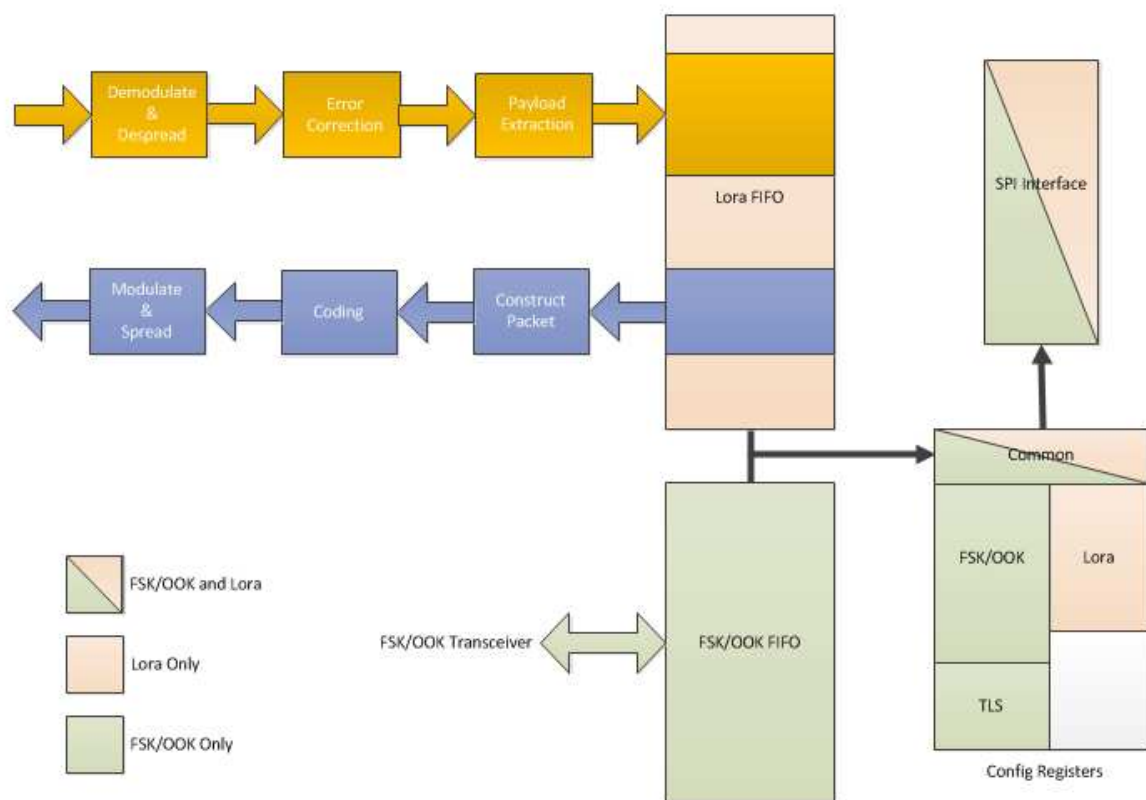 Demodulate
&
Despread
Error
Correction
Payload
Extraction
Lora FIFO
SPI Interface
Modulate
&
Spread
Coding
Construct
Packet
Common
FSK/OOK
Lora
TLS
Config Registers
FSK/OOK and Lora
Lora Only
FSK/OOK Only
FSK/OOK Transceiver
FSK/OOK FIFO